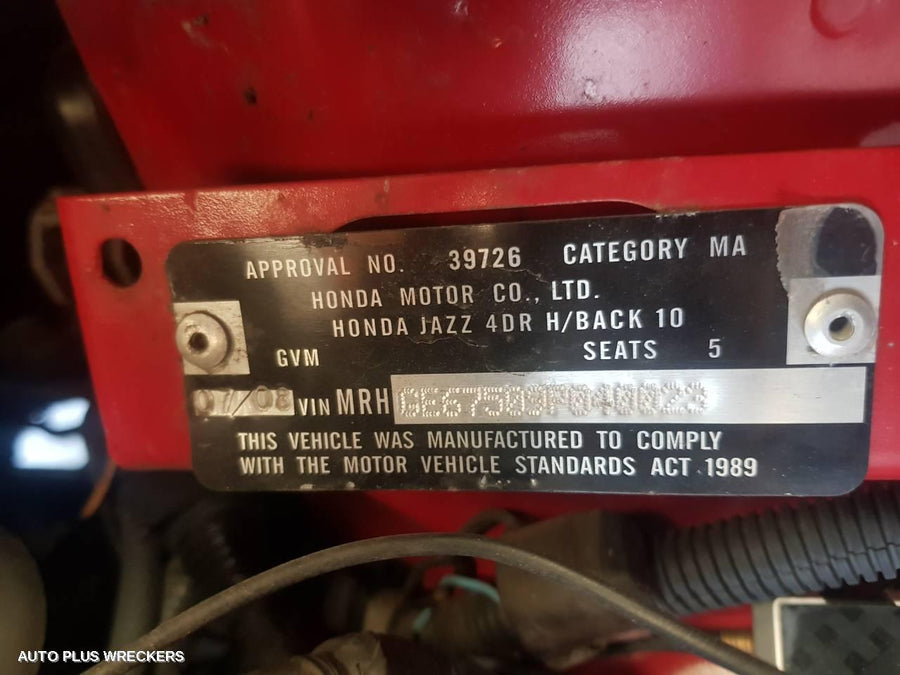 APPROVAL NO. 39726 CATEGORY MA
HONDA MOTOR CO., LTD.
HONDA JAZZ 4DR H/BACK 10
GVM SEATS 5
07/08 VIN MRH
THIS VEHICLE WAS MANUFACTURED TO COMPLY
WITH THE MOTOR VEHICLE STANDARDS ACT 1989
AUTO PLUS WRECKERS